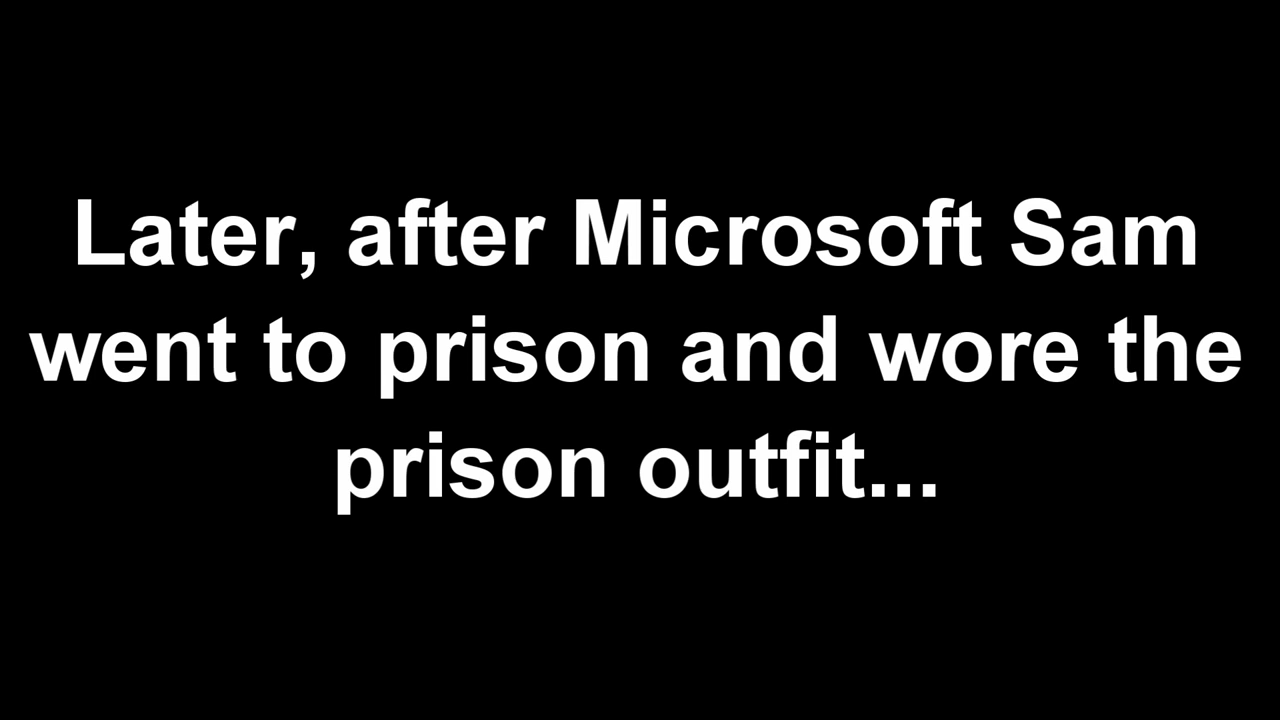 Later, after Microsoft Sam
went to prison and wore the
prison outfit...